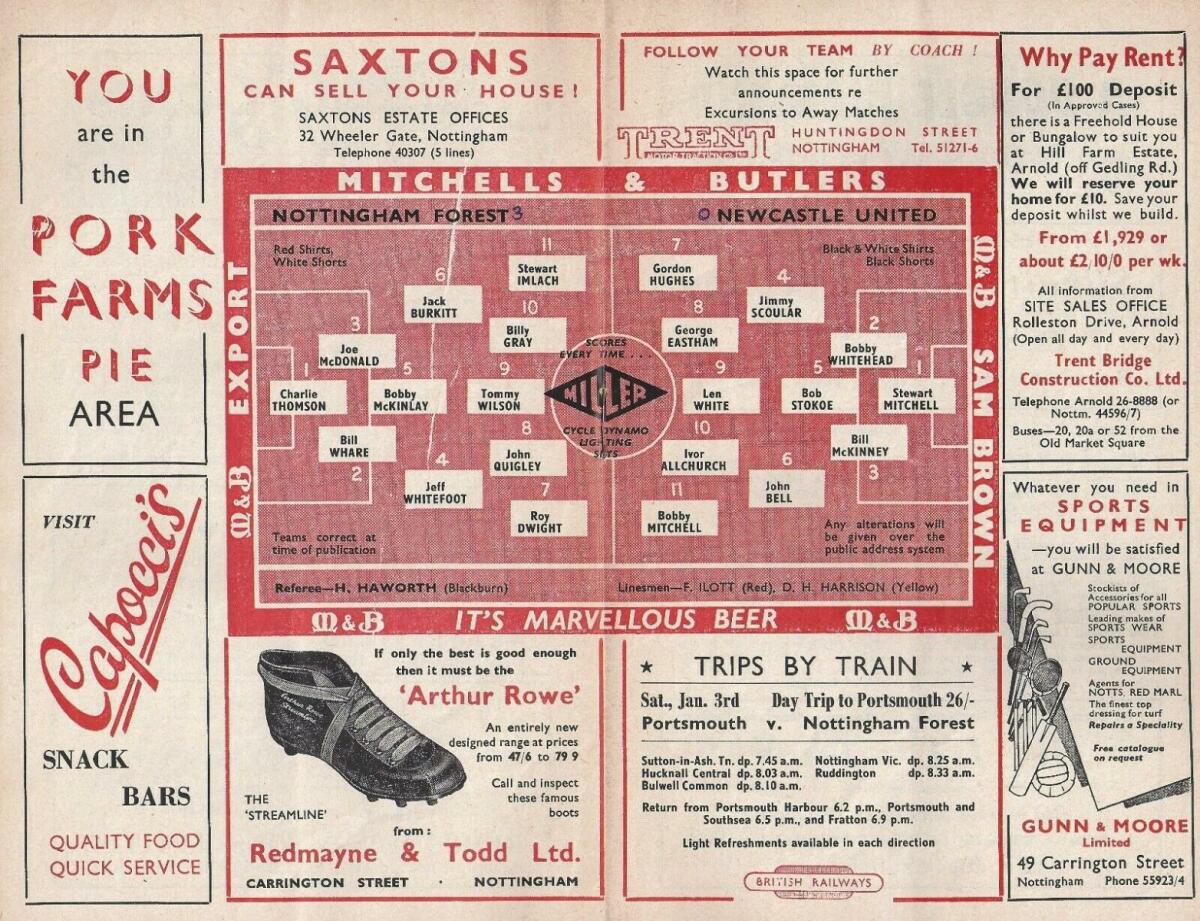 YOU
are in
the
PORK
FARMS
PIE
AREA
VISIT
Capocci's
SNACK
BARS
QUALITY FOOD
QUICK SERVICE
SAXTONS
CAN SELL YOUR HOUSE!
SAXTONS ESTATE OFFICES
32 Wheeler Gate, Nottingham
Telephone 40307 (5 lines)
FOLLOW YOUR TEAM BY COACH!
Watch this space for further
announcements re
Excursions to Away Matches
TRENT
MOTOR TRACTION CO LTD
HUNTINGDON STREET
NOTTINGHAM Tel. 51271-6
MITCHELLS & BUTLERS
M&B EXPORT
M&B SAM BROWN
NOTTINGHAM FOREST 3
0 NEWCASTLE UNITED
Red Shirts,
White Shorts
Black & White Shirts
Black Shorts
11
Stewart
IMLACH
6
Jack
BURKITT
10
Billy
GRAY
3
Joe
McDONALD
1
Charlie
THOMSON
5
Bobby
McKINLAY
9
Tommy
WILSON
Bill
WHARE
2
8
John
QUIGLEY
4
Jeff
WHITEFOOT
7
Roy
DWIGHT
SCORES
EVERY TIME . . .
MILLER
CYCLE DYNAMO
LIGHTING
SETS
7
Gordon
HUGHES
4
Jimmy
SCOULAR
8
George
EASTHAM
2
Bobby
WHITEHEAD
9
Len
WHITE
5
Bob
STOKOE
1
Stewart
MITCHELL
10
Ivor
ALLCHURCH
Bill
McKINNEY
3
6
John
BELL
11
Bobby
MITCHELL
Teams correct at
time of publication
Any alterations will
be given over the
public address system
Referee—H. HAWORTH (Blackburn)
Linesmen—F. ILOTT (Red), D. H. HARRISON (Yellow)
M&B IT'S MARVELLOUS BEER M&B
If only the best is good enough
then it must be the
'Arthur Rowe'
Arthur Rowe
Streamline
An entirely new
designed range at prices
from 47/6 to 79 9
Call and inspect
these famous
boots
THE
'STREAMLINE'
from:
Redmayne & Todd Ltd.
CARRINGTON STREET · NOTTINGHAM
★ TRIPS BY TRAIN ★
Sat., Jan. 3rd Day Trip to Portsmouth 26/-
Portsmouth v. Nottingham Forest
Sutton-in-Ash. Tn. dp. 7.45 a.m. Nottingham Vic. dp. 8.25 a.m.
Hucknall Central dp. 8.03 a.m. Ruddington dp. 8.33 a.m.
Bulwell Common dp. 8.10 a.m.
Return from Portsmouth Harbour 6.2 p.m., Portsmouth and
Southsea 6.5 p.m., and Fratton 6.9 p.m.
Light Refreshments available in each direction
BRITISH RAILWAYS
Why Pay Rent?
For £100 Deposit
(In Approved Cases)
there is a Freehold House
or Bungalow to suit you
at Hill Farm Estate,
Arnold (off Gedling Rd.)
We will reserve your
home for £10. Save your
deposit whilst we build.
From £1,929 or
about £2/10/0 per wk.
All information from
SITE SALES OFFICE
Rolleston Drive, Arnold
(Open all day and every day)
Trent Bridge
Construction Co. Ltd.
Telephone Arnold 26-8888 (or
Nottm. 44596/7)
Buses—20, 20a or 52 from the
Old Market Square
Whatever you need in
SPORTS
EQUIPMENT
—you will be satisfied
at GUNN & MOORE
Stockists of
Accessories for all
POPULAR SPORTS
Leading makes of
SPORTS WEAR
SPORTS
EQUIPMENT
GROUND
EQUIPMENT
Agents for
NOTTS. RED MARL
The finest top
dressing for turf
Repairs a Speciality
Free catalogue
on request
GUNN & MOORE
Limited
49 Carrington Street
Nottingham Phone 55923/4